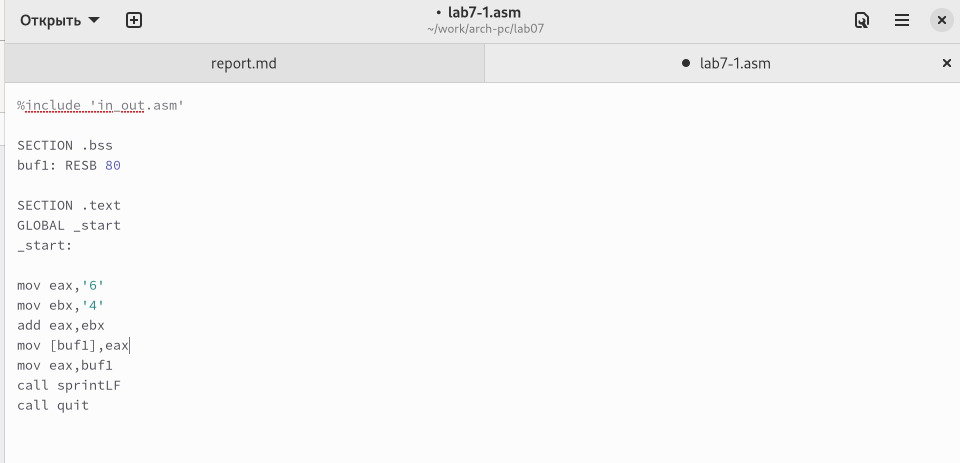 Открыть
• lab7-1.asm
~/work/arch-pc/lab07
report.md
● lab7-1.asm
%include 'in_out.asm'
SECTION .bss
buf1: RESB 80
SECTION .text
GLOBAL _start
_start:
mov eax,'6'
mov ebx,'4'
add eax,ebx
mov [buf1],eax
mov eax,buf1
call sprintLF
call quit